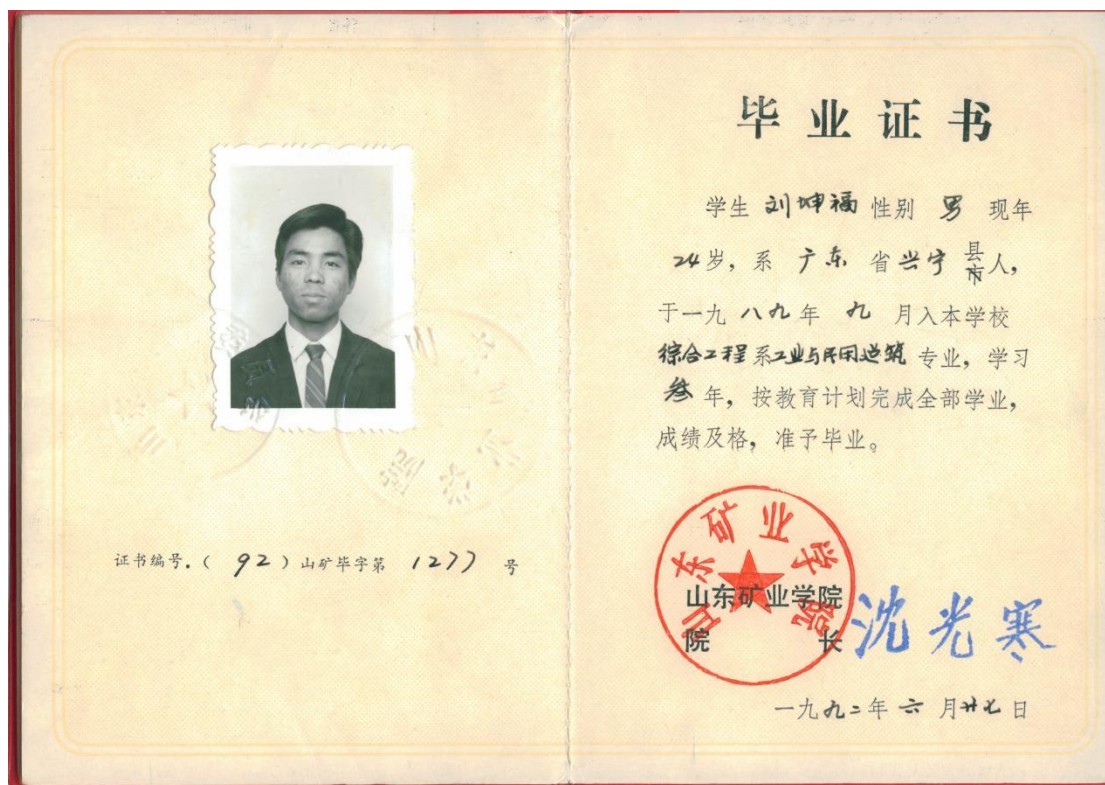 证书编号.(92)山矿毕字第 1277 号
毕业证书
学生 刘坤福 性别 男 现年
24岁，系 广东 省 兴宁 县市人，
于一九八九年 九 月入本学校
综合工程系工业与民用建筑 专业，学习
叁年，按教育计划完成全部学业，
成绩及格，准予毕业。
山东矿业学院
山东矿业学院
院长 沈光寒
一九九二年 六 月廿七日